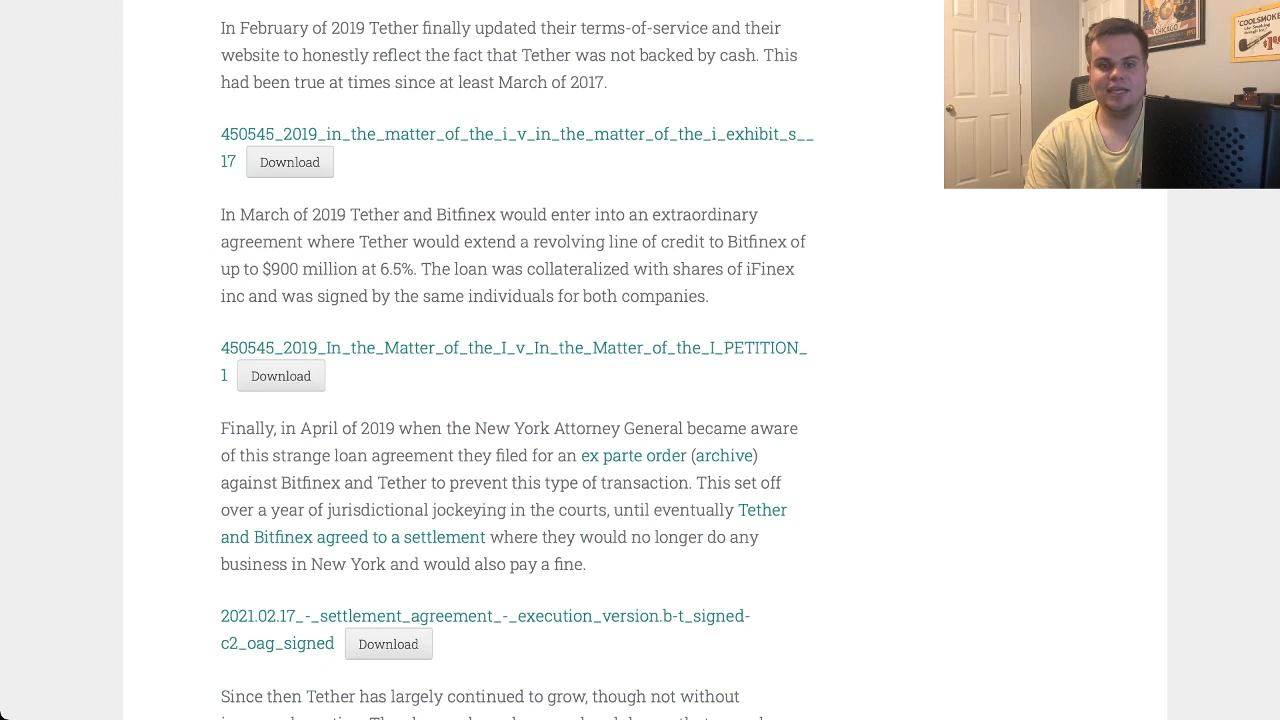 In February of 2019 Tether finally updated their terms-of-service and their
website to honestly reflect the fact that Tether was not backed by cash. This
had been true at times since at least March of 2017.
450545_2019_in_the_matter_of_the_i_v_in_the_matter_of_the_i_exhibit_s__
17 Download
In March of 2019 Tether and Bitfinex would enter into an extraordinary
agreement where Tether would extend a revolving line of credit to Bitfinex of
up to $900 million at 6.5%. The loan was collateralized with shares of iFinex
inc and was signed by the same individuals for both companies.
450545_2019_In_the_Matter_of_the_I_v_In_the_Matter_of_the_I_PETITION_
1 Download
Finally, in April of 2019 when the New York Attorney General became aware
of this strange loan agreement they filed for an ex parte order (archive)
against Bitfinex and Tether to prevent this type of transaction. This set off
over a year of jurisdictional jockeying in the courts, until eventually Tether
and Bitfinex agreed to a settlement where they would no longer do any
business in New York and would also pay a fine.
2021.02.17_-_settlement_agreement_-_execution_version.b-t_signed-
c2_oag_signed Download
Since then Tether has largely continued to grow, though not without
CHICAGO
"COOLSMOKE